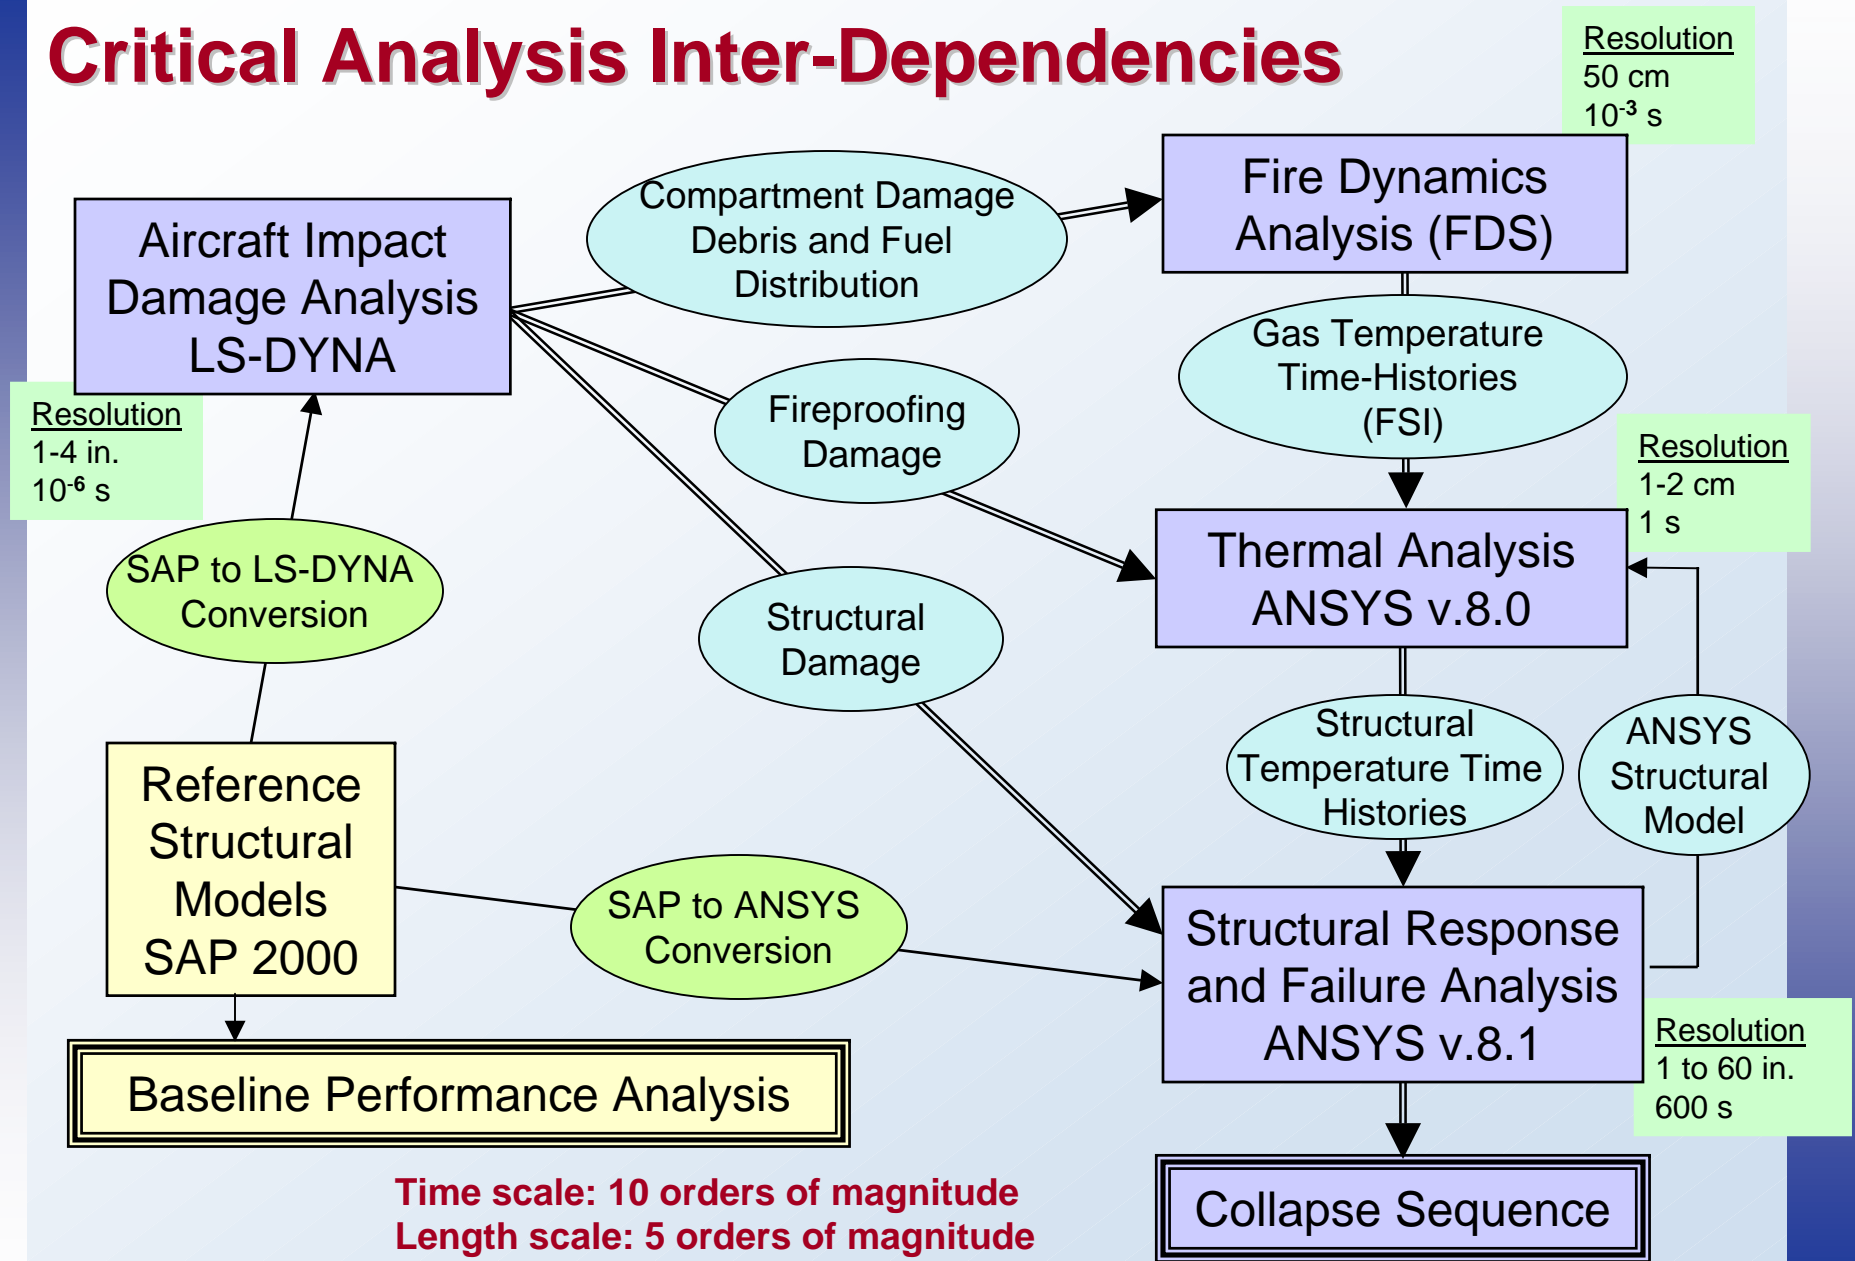 Critical Analysis Inter-Dependencies
Resolution
50 cm
10-3 s
Compartment Damage
Debris and Fuel
Distribution
Fire Dynamics
Analysis (FDS)
Aircraft Impact
Damage Analysis
LS-DYNA
Gas Temperature
Time-Histories
(FSI)
Resolution
1-4 in.
10-6 s
Fireproofing
Damage
Resolution
1-2 cm
1 s
SAP to LS-DYNA
Conversion
Thermal Analysis
ANSYS v.8.0
Structural
Damage
Structural
Temperature Time
Histories
ANSYS
Structural
Model
Reference
Structural
Models
SAP 2000
SAP to ANSYS
Conversion
Structural Response
and Failure Analysis
ANSYS v.8.1
Resolution
1 to 60 in.
600 s
Baseline Performance Analysis
Time scale: 10 orders of magnitude
Length scale: 5 orders of magnitude
Collapse Sequence